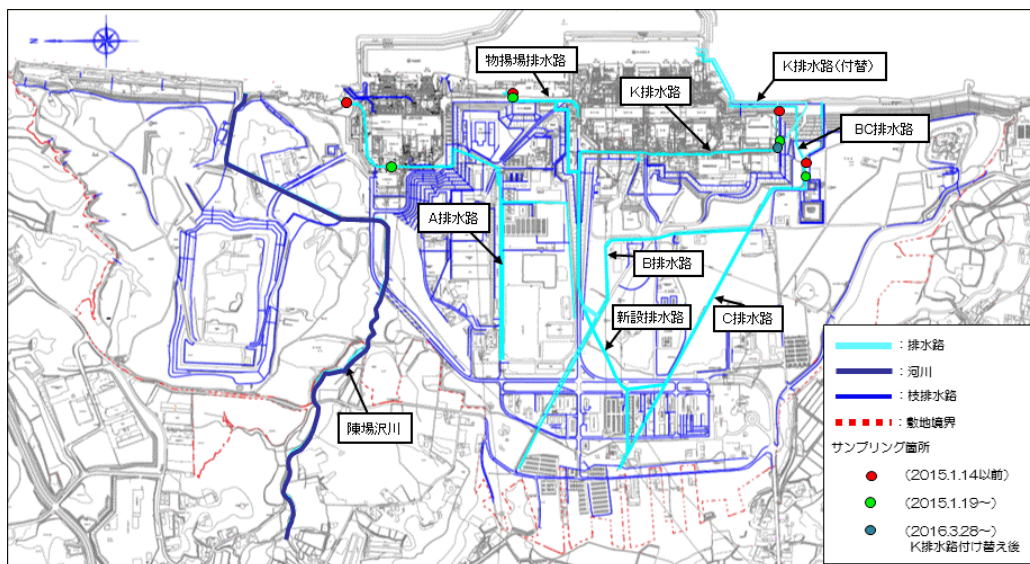 N
物揚場排水路
K排水路(付替)
K排水路
BC排水路
A排水路
B排水路
新設排水路
C排水路
陳場沢川
:排水路
:河川
:枝排水路
:敷地境界
サンプリング箇所
(2015.1.14以前)
(2015.1.19~)
(2016.3.28~)
K排水路付け替え後